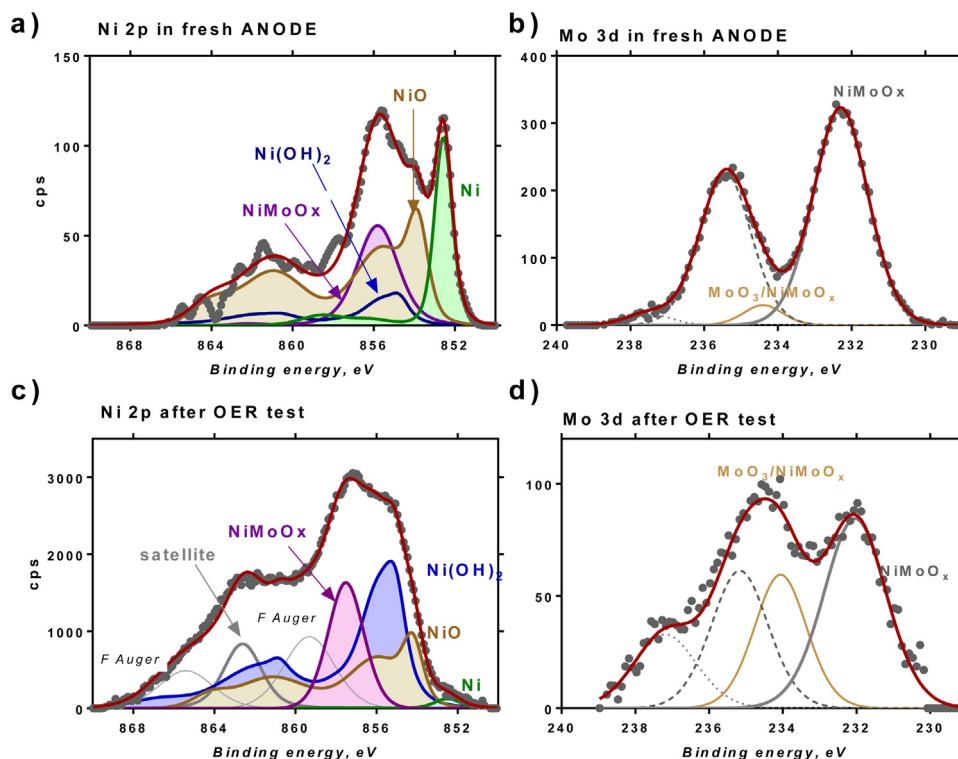 a)
Ni 2p in fresh ANODE
150
100
50
0
cps
NiO
Ni(OH)2
NiMoOx
Ni
868 864 860 856 852
Binding energy, eV
b)
Mo 3d in fresh ANODE
400
300
200
100
0
NiMoOx
MoO3/NiMoOx
240 238 236 234 232 230
Binding energy, eV
c)
Ni 2p after OER test
3000
2000
1000
0
cps
NiMoOx
satellite
Ni(OH)2
F Auger
NiO
F Auger
Ni
868 864 860 856 852
Binding energy, eV
d)
Mo 3d after OER test
100
50
0
MoO3/NiMoOx
NiMoOx
240 238 236 234 232 230
Binding energy, eV